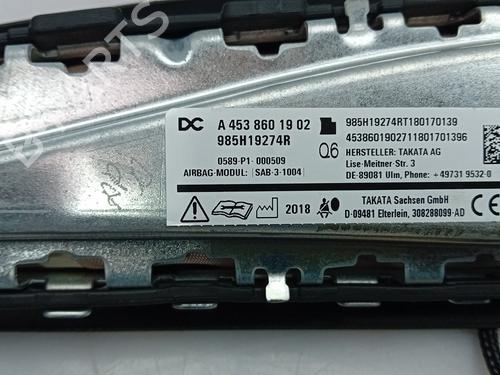 DC A 453 860 19 02
985H19274R
0589-P1- 000509
AIRBAG-MODUL: SAB-3-1004
985H19274RT180170139
4538601902711801701396
Q6 HERSTELLER: TAKATA AG
Lise-Meitner-Str. 3
DE-89081 Ulm, Phone: +49731 9532-0
2018
TAKATA Sachsen GmbH
D-09481 Elterlein, 308288099-AD
CE
B-PARTS